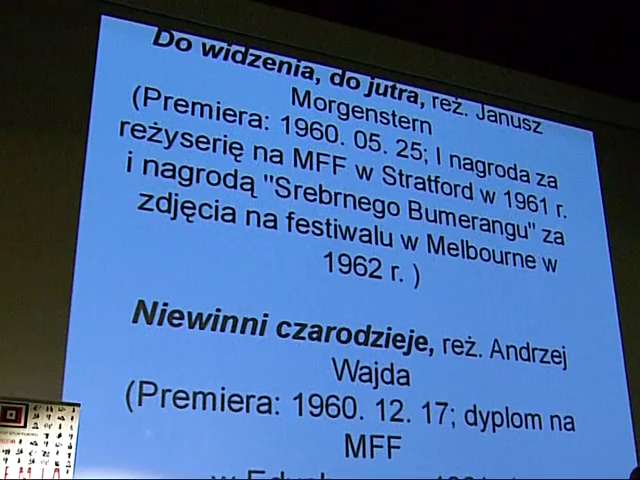 Do widzenia, do jutra, reż. Janusz
Morgenstern
(Premiera: 1960. 05. 25; I nagroda za
reżyserię na MFF w Stratford w 1961 r.
i nagrodą "Srebrnego Bumerangu" za
zdjęcia na festiwalu w Melbourne w
1962 r. )
Niewinni czarodzieje, reż. Andrzej
Wajda
(Premiera: 1960. 12. 17; dyplom na
MFF